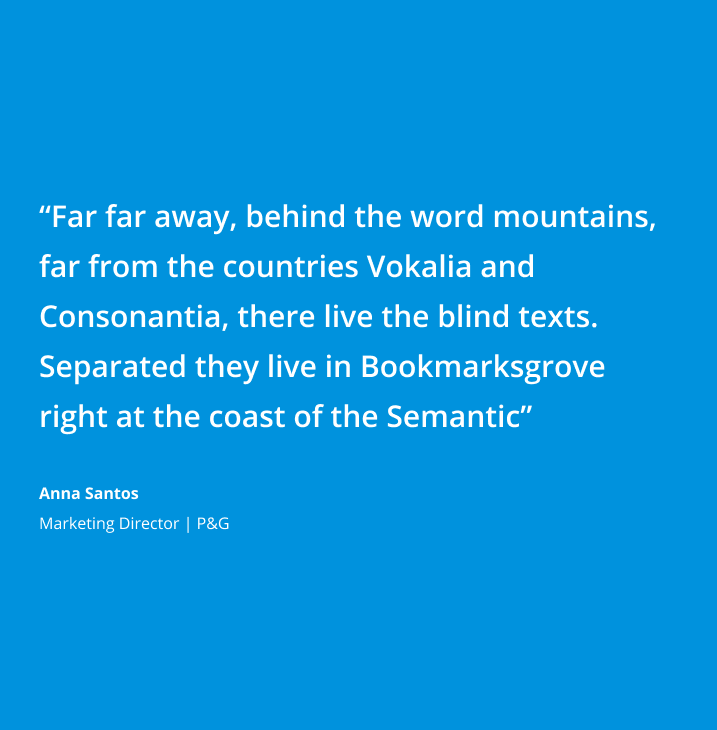 “Far far away, behind the word mountains,
far from the countries Vokalia and
Consonantia, there live the blind texts.
Separated they live in Bookmarksgrove
right at the coast of the Semantic”
Anna Santos
Marketing Director | P&G